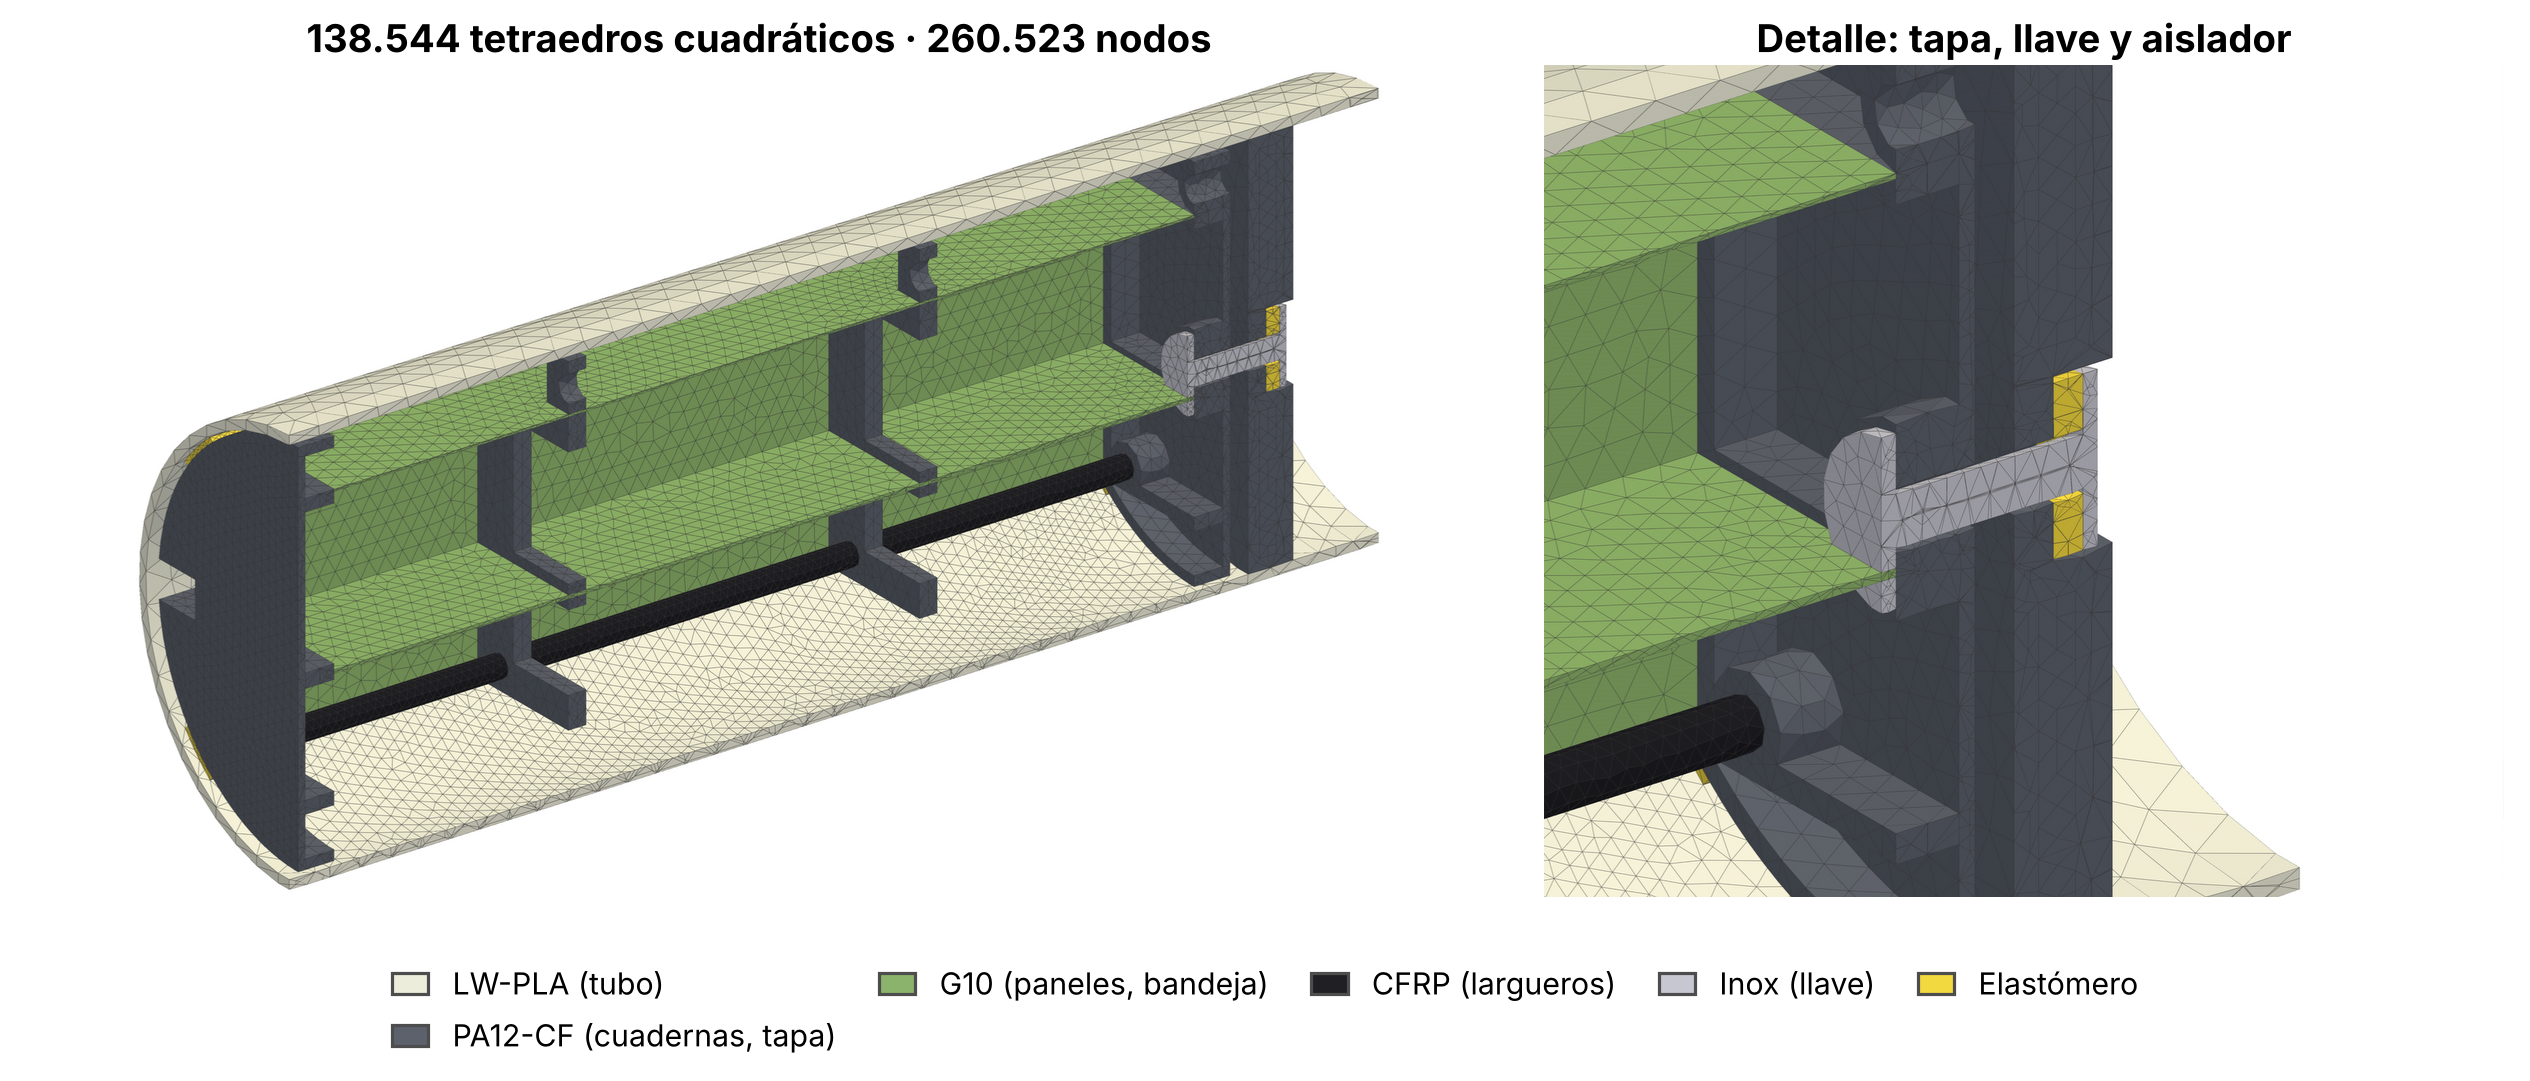 138.544 tetraedros cuadráticos · 260.523 nodos
Detalle: tapa, llave y aislador
LW-PLA (tubo)
G10 (paneles, bandeja)
CFRP (largueros)
Inox (llave)
Elastómero
PA12-CF (cuadernas, tapa)